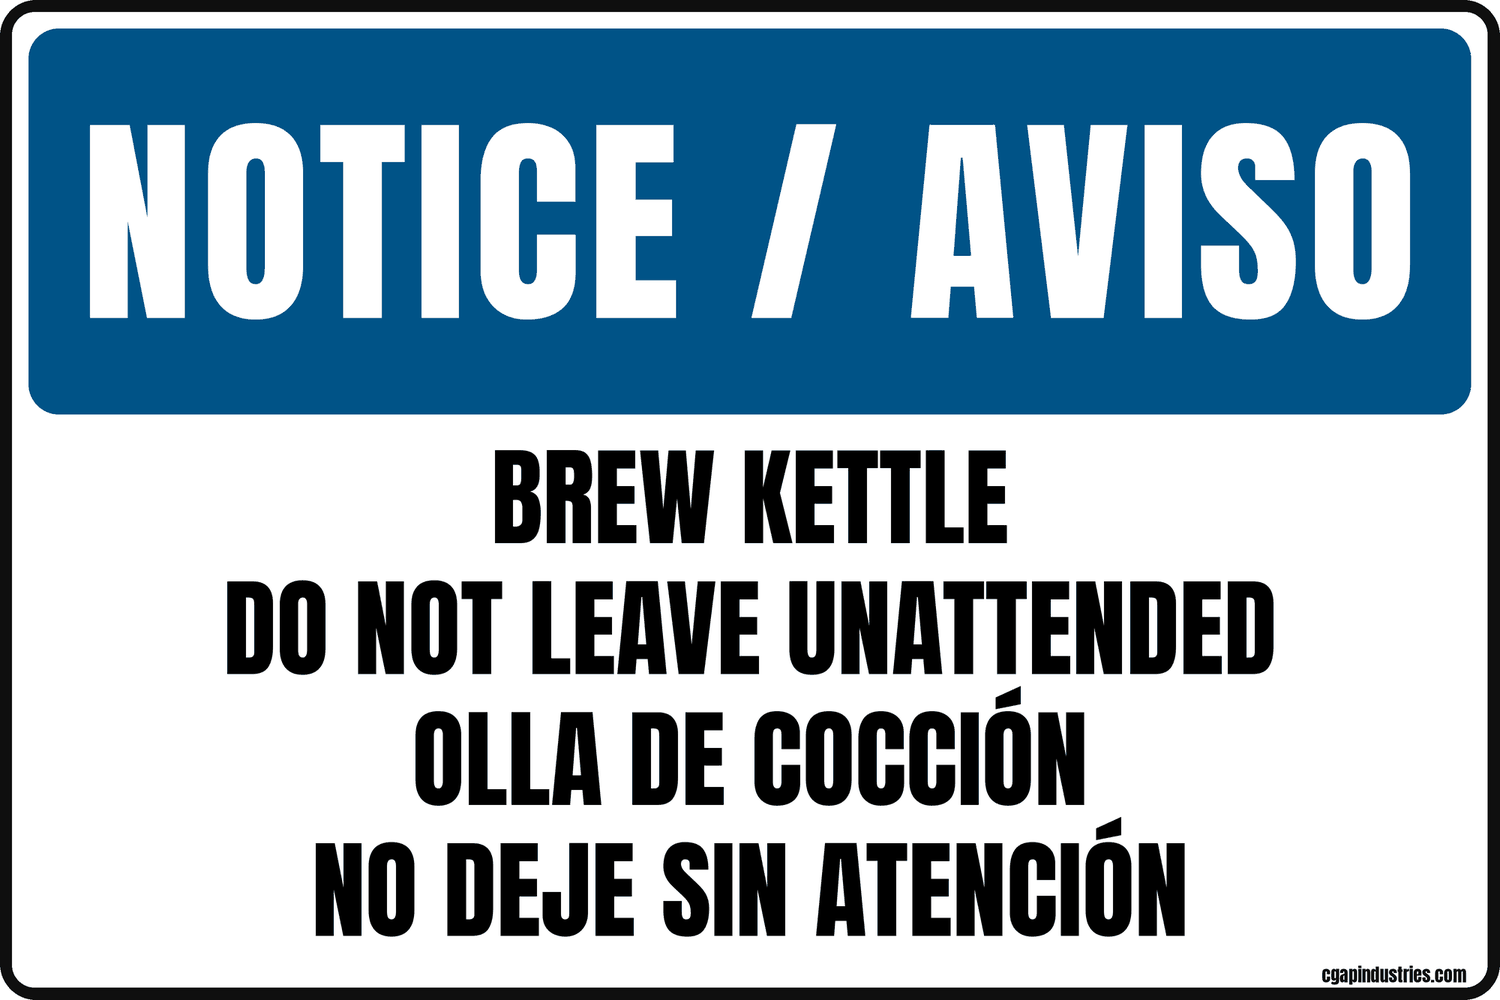 NOTICE / AVISO
BREW KETTLE
DO NOT LEAVE UNATTENDED
OLLA DE COCCIÓN
NO DEJE SIN ATENCIÓN
cgapindustries.com